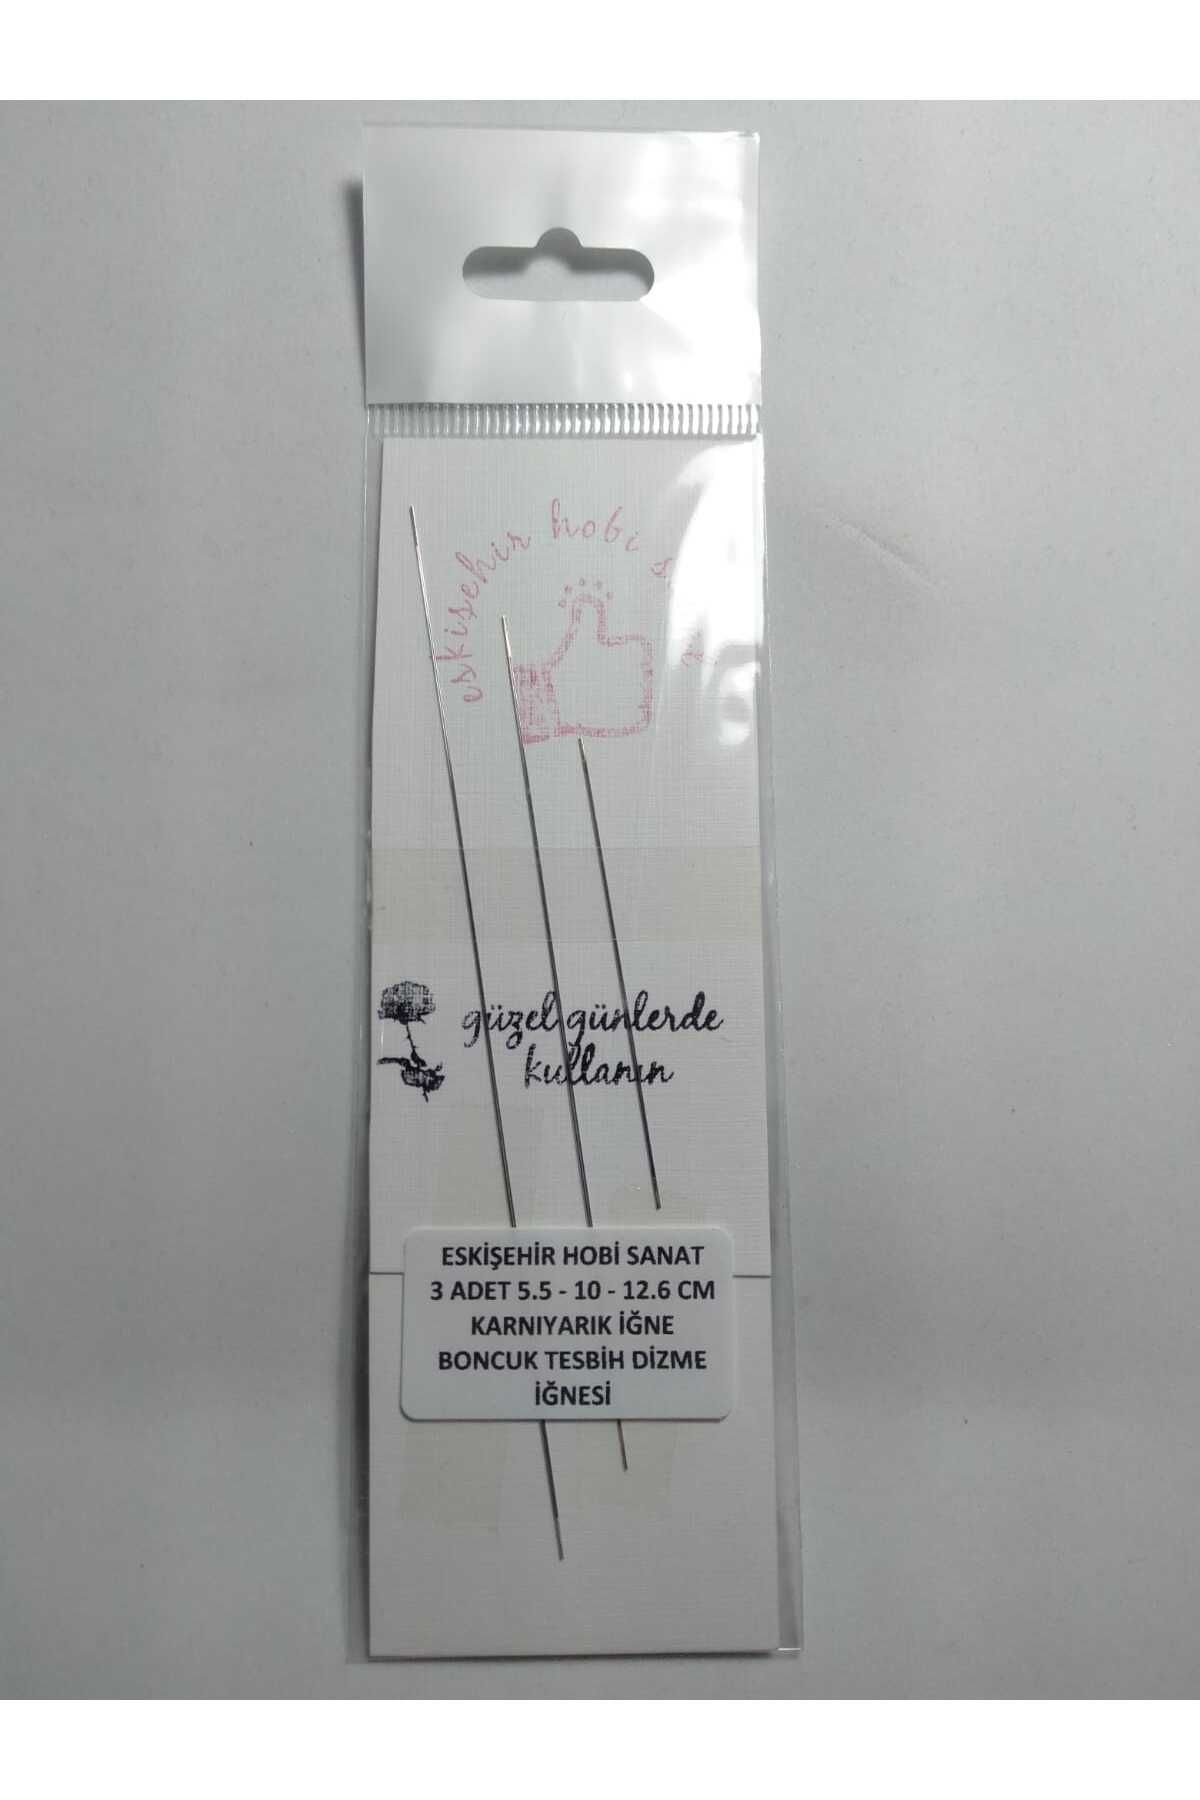 eskişehir hobi
güzel günlerde
kullanın
ESKİŞEHİR HOBİ SANAT
3 ADET 5.5 - 10 - 12.6 CM
KARNIYARIK İĞNE
BONCUK TESBİH DİZME
İĞNESİ